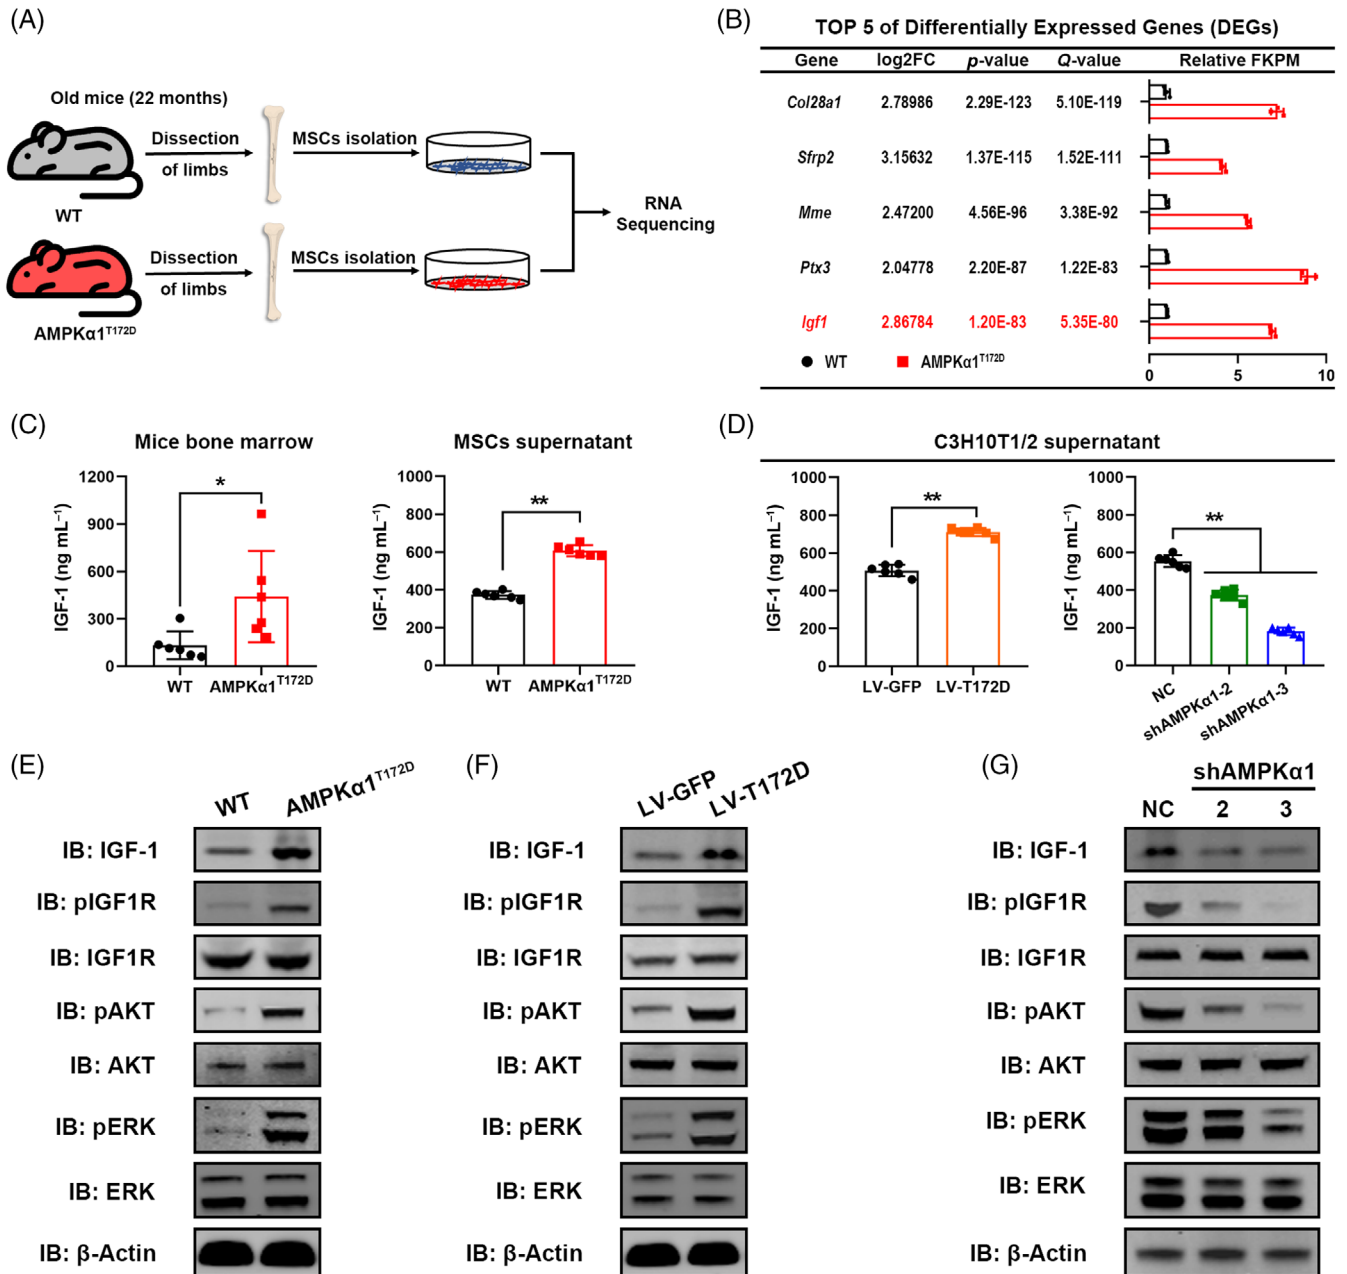 (A)
Old mice (22 months)
Dissection
of limbs
MSCs isolation
WT
Dissection
of limbs
MSCs isolation
AMPKα1T172D
RNA
Sequencing
(B)
TOP 5 of Differentially Expressed Genes (DEGs)
Gene log2FC p-value Q-value Relative FKPM
Col28a1 2.78986 2.29E-123 5.10E-119
Sfrp2 3.15632 1.37E-115 1.52E-111
Mme 2.47200 4.56E-96 3.38E-92
Ptx3 2.04778 2.20E-87 1.22E-83
Igf1 2.86784 1.20E-83 5.35E-80
WT AMPKα1T172D
0 5 10
(C)
Mice bone marrow
IGF-1 (ng mL−1)
1200
900
600
300
0
*
WT AMPKα1T172D
MSCs supernatant
IGF-1 (ng mL−1)
1000
800
600
400
200
0
**
WT AMPKα1T172D
(D)
C3H10T1/2 supernatant
IGF-1 (ng mL−1)
1000
800
600
400
200
0
**
LV-GFP LV-T172D
IGF-1 (ng mL−1)
1000
800
600
400
200
0
**
NC
shAMPKα1-2
shAMPKα1-3
(E)
WT AMPKα1T172D
IB: IGF-1
IB: pIGF1R
IB: IGF1R
IB: pAKT
IB: AKT
IB: pERK
IB: ERK
IB: β-Actin
(F)
LV-GFP LV-T172D
IB: IGF-1
IB: pIGF1R
IB: IGF1R
IB: pAKT
IB: AKT
IB: pERK
IB: ERK
IB: β-Actin
(G)
shAMPKα1
NC 2 3
IB: IGF-1
IB: pIGF1R
IB: IGF1R
IB: pAKT
IB: AKT
IB: pERK
IB: ERK
IB: β-Actin